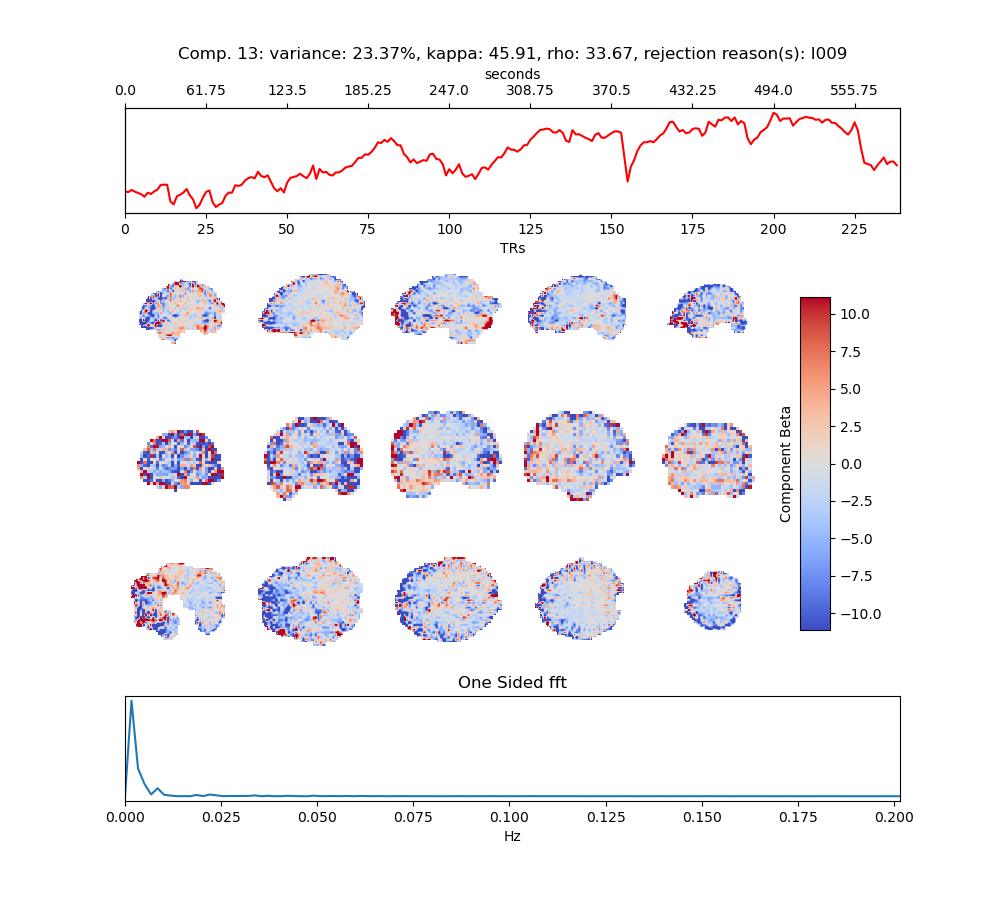 Comp. 13: variance: 23.37%, kappa: 45.91, rho: 33.67, rejection reason(s): I009
seconds
0.0 61.75 123.5 185.25 247.0 308.75 370.5 432.25 494.0 555.75
0 25 50 75 100 125 150 175 200 225
TRs
10.0
7.5
5.0
2.5
0.0
−2.5
−5.0
−7.5
−10.0
Component Beta
One Sided fft
0.000 0.025 0.050 0.075 0.100 0.125 0.150 0.175 0.200
Hz